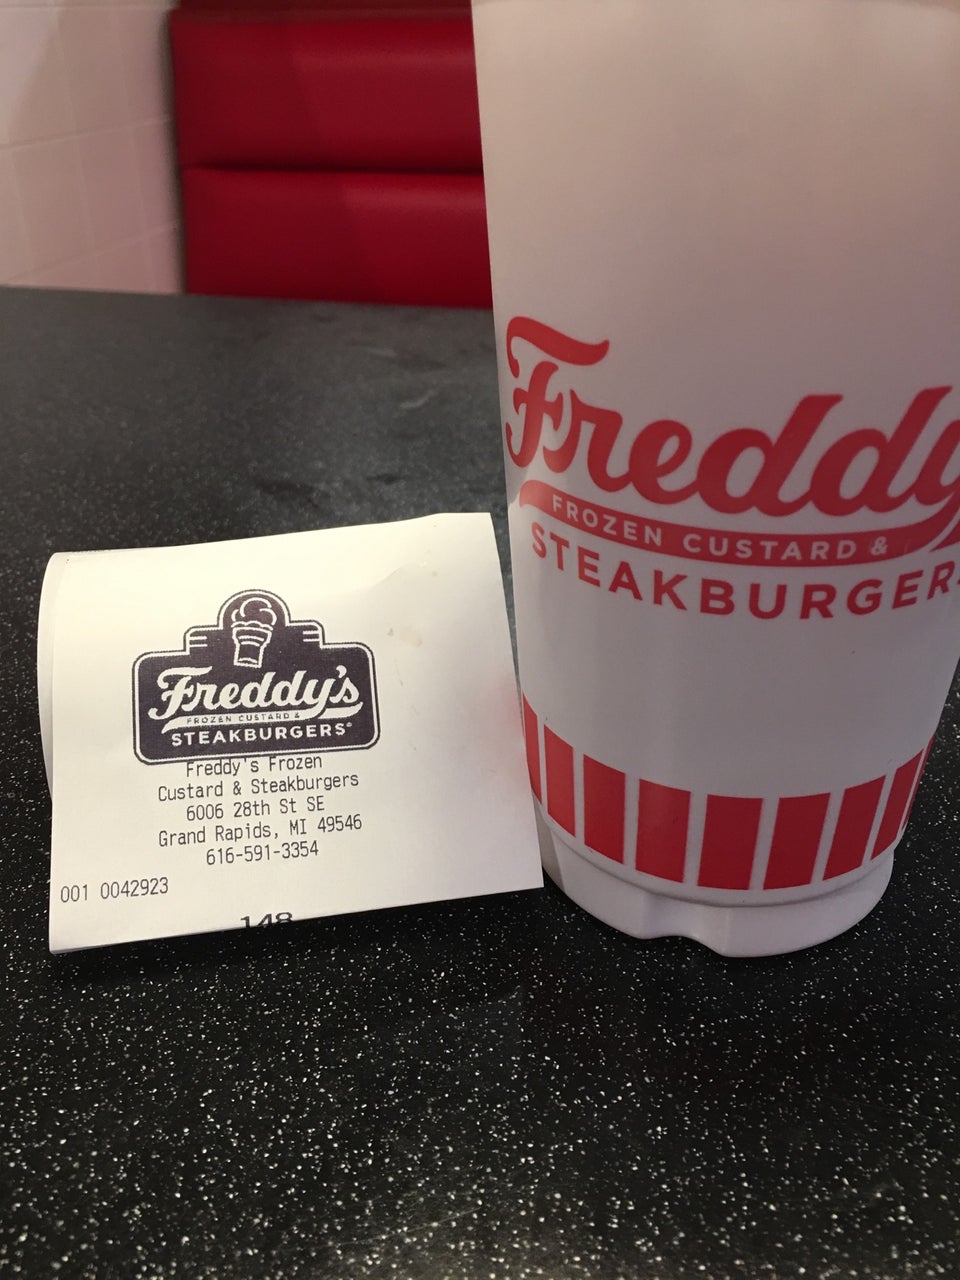 Freddy's
FROZEN CUSTARD &
STEAKBURGERS®
Freddy's Frozen
Custard & Steakburgers
6006 28th St SE
Grand Rapids, MI 49546
616-591-3354
001 0042923
148
Freddy
FROZEN CUSTARD &
STEAKBURGERS